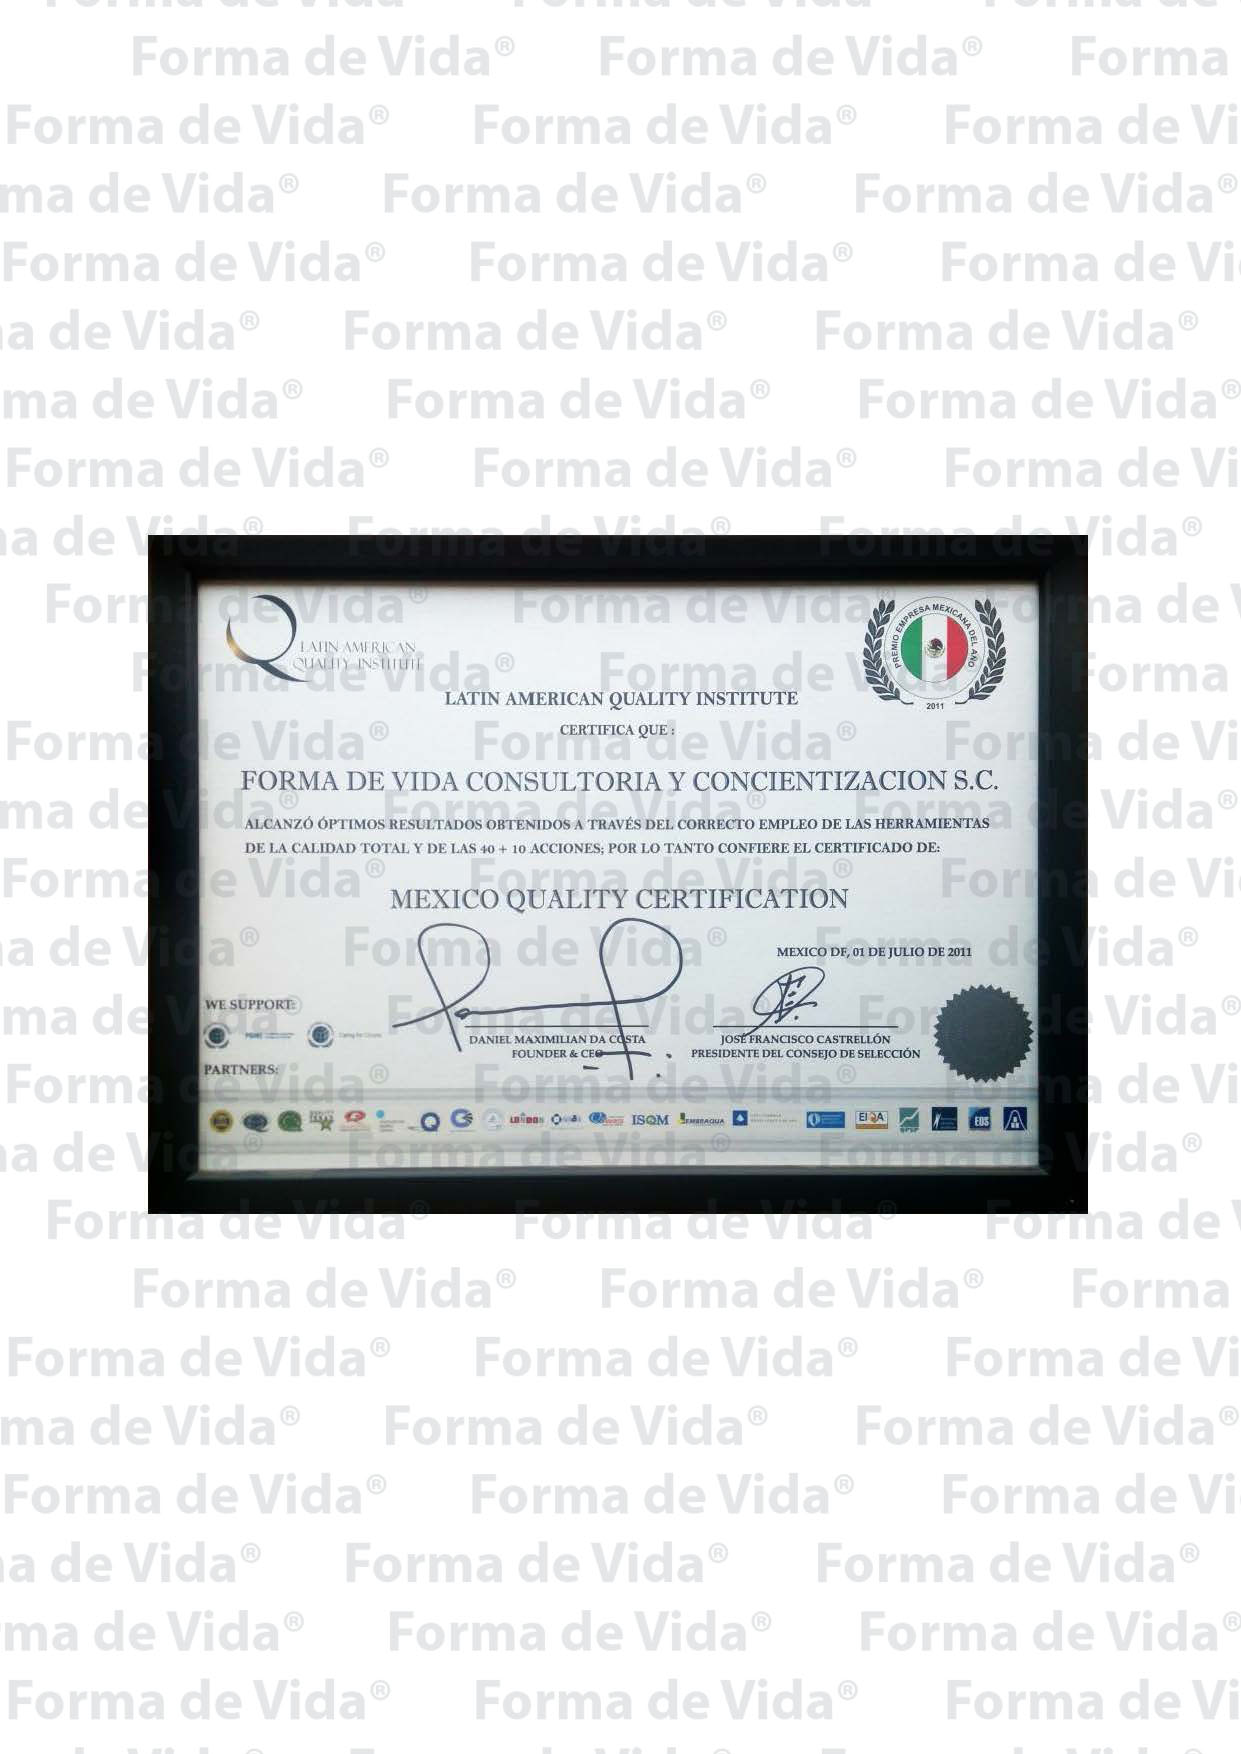 Forma de Vida®
LATIN AMERICAN
QUALITY INSTITUTE
PREMIO EMPRESA MEXICANA DEL AÑO
2011
LATIN AMERICAN QUALITY INSTITUTE
CERTIFICA QUE :
FORMA DE VIDA CONSULTORIA Y CONCIENTIZACION S.C.
ALCANZÓ ÓPTIMOS RESULTADOS OBTENIDOS A TRAVÉS DEL CORRECTO EMPLEO DE LAS HERRAMIENTAS
DE LA CALIDAD TOTAL Y DE LAS 40 + 10 ACCIONES; POR LO TANTO CONFIERE EL CERTIFICADO DE:
MEXICO QUALITY CERTIFICATION
MEXICO DF, 01 DE JULIO DE 2011
WE SUPPORT:
DANIEL MAXIMILIAN DA COSTA
FOUNDER & CEO
JOSÉ FRANCISCO CASTRELLÓN
PRESIDENTE DEL CONSEJO DE SELECCIÓN
PARTNERS:
ISQM
EMBRAQUA
EDS